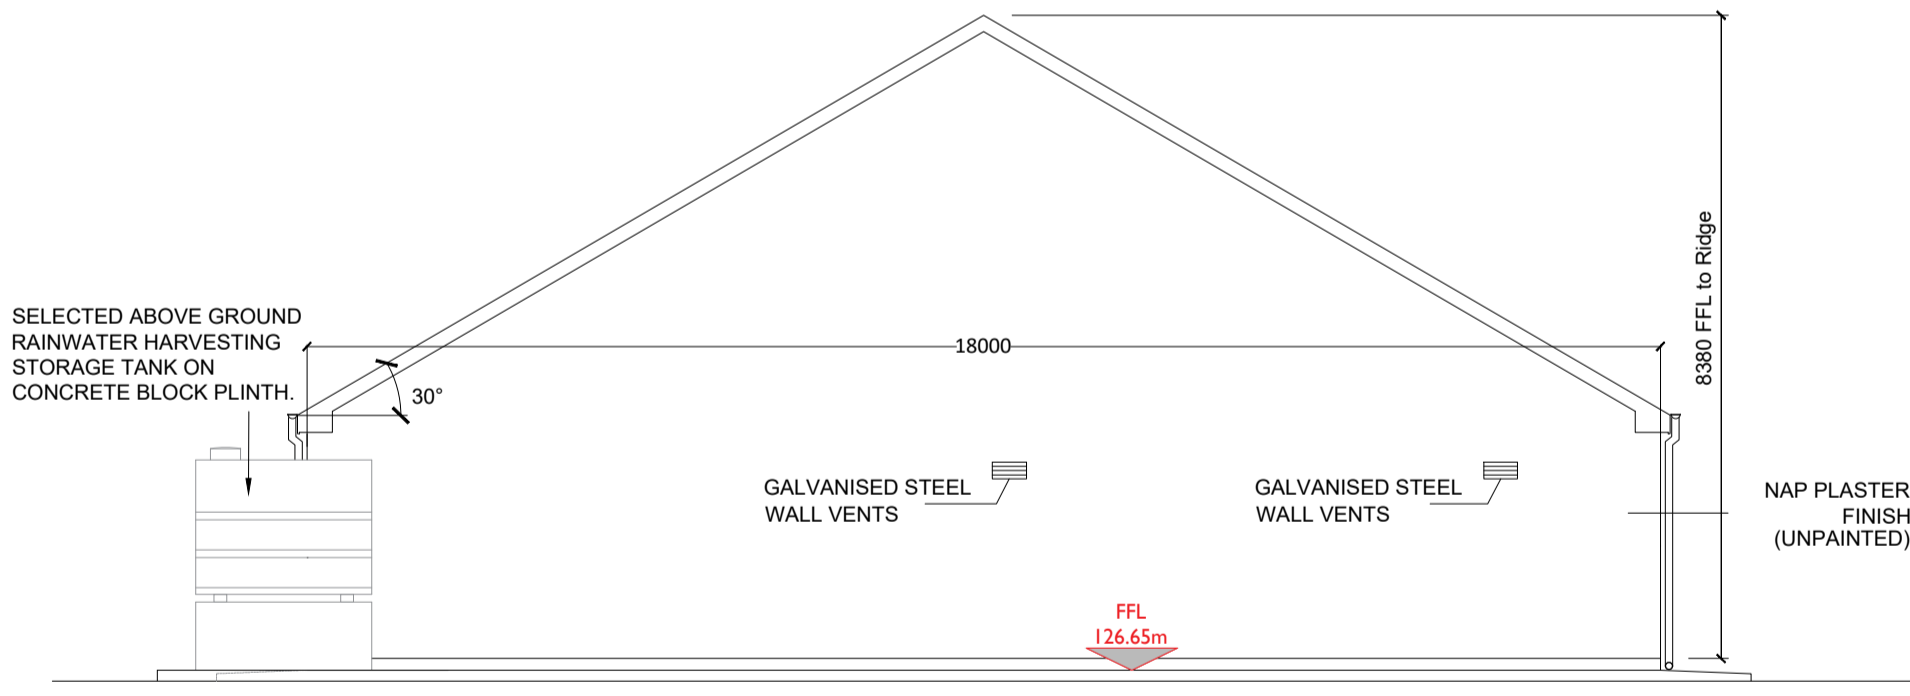 8380 FFL to Ridge
SELECTED ABOVE GROUND
RAINWATER HARVESTING
STORAGE TANK ON
CONCRETE BLOCK PLINTH.
18000
30°
GALVANISED STEEL
WALL VENTS
GALVANISED STEEL
WALL VENTS
NAP PLASTER
FINISH
(UNPAINTED)
FFL
126.65m